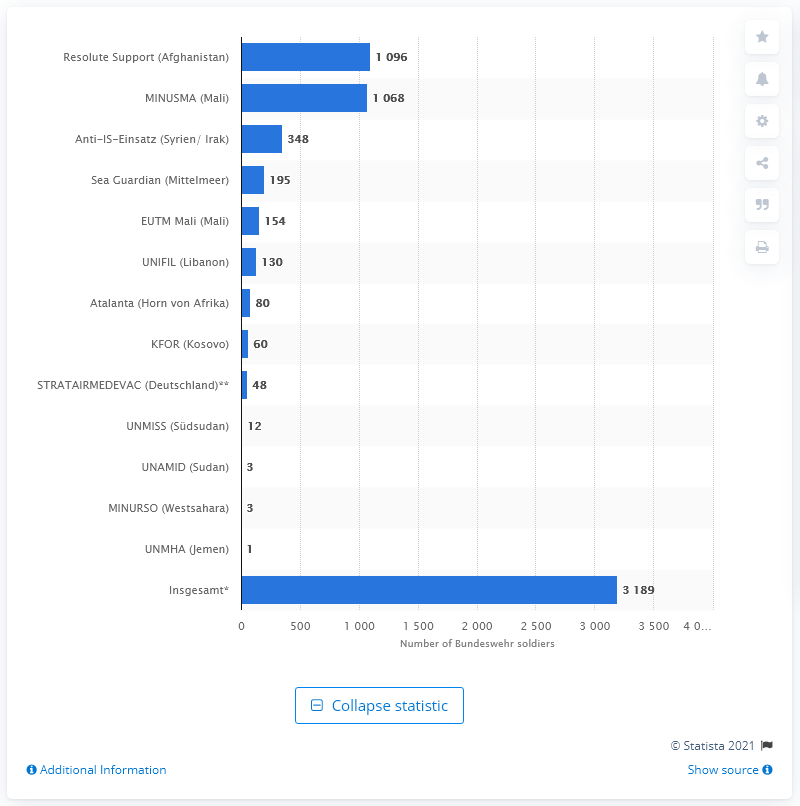 Resolute Support (Afghanistan) 1 096
MINUSMA (Mali) 1 068
Anti-IS-Einsatz (Syrien/ Irak) 348
Sea Guardian (Mittelmeer) 195
EUTM Mali (Mali) 154
UNIFIL (Libanon) 130
Atalanta (Horn von Afrika) 80
KFOR (Kosovo) 60
STRATAIRMEDEVAC (Deutschland)** 48
UNMISS (Südsudan) 12
UNAMID (Sudan) 3
MINURSO (Westsahara) 3
UNMHA (Jemen) 1
Insgesamt* 3 189
0 500 1 000 1 500 2 000 2 500 3 000 3 500 4 0...
Number of Bundeswehr soldiers
Collapse statistic
© Statista 2021
Additional Information Show source